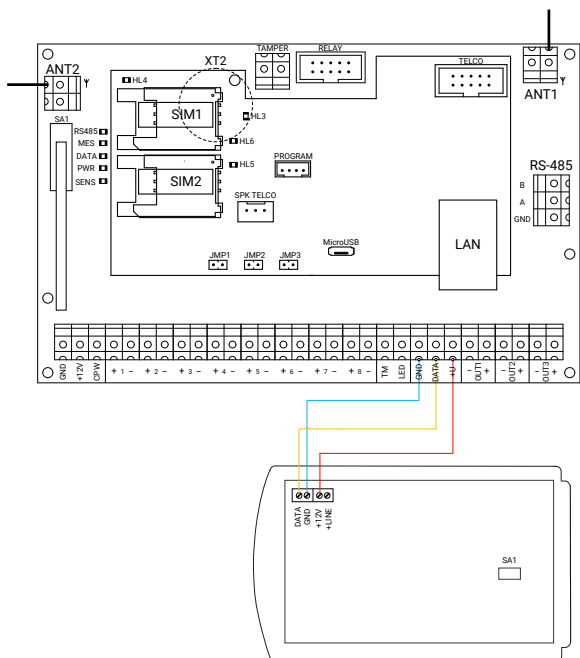 XT2
TAMPER
RELAY
TELCO
ANT2
ANT1
HL4
SA1
SIM1
HL3
RS485
MES
DATA
PWR
SENS
HL6
HL5
SIM2
PROGRAM
SPK TELCO
RS-485
B
A
GND
LAN
MicroUSB
JMP1 JMP2 JMP3
GND +12V CPW + 1 – + 2 – + 3 – + 4 – + 5 – + 6 – + 7 – + 8 – TM LED GND DATA +U – OUT1 + – OUT2 + – OUT3 +
DATA
GND
+12V
+LINE
SA1